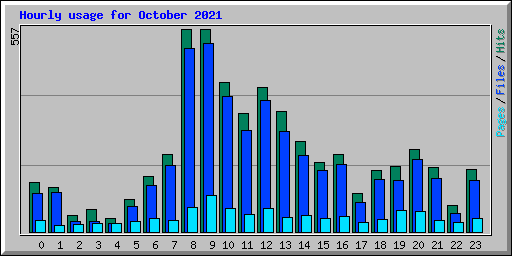 Hourly usage for October 2021
557
Pages/Files/Hits
0 1 2 3 4 5 6 7 8 9 10 11 12 13 14 15 16 17 18 19 20 21 22 23